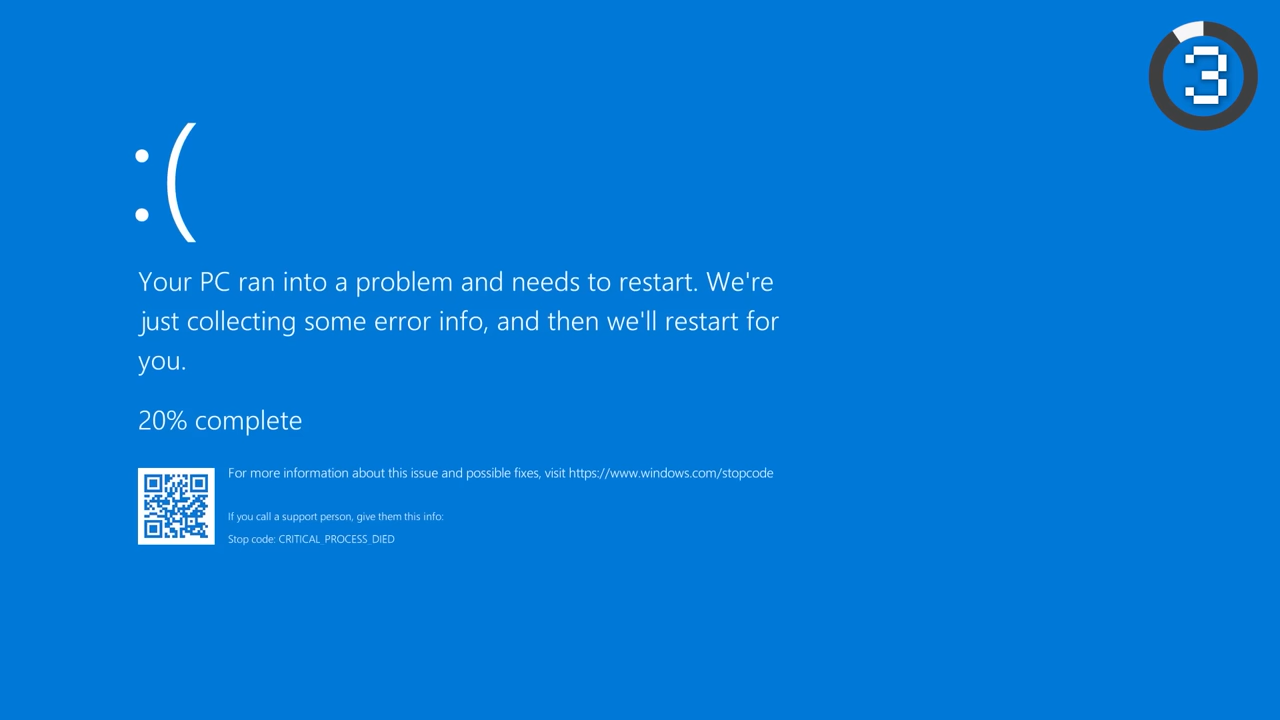 3
:(
Your PC ran into a problem and needs to restart. We're
just collecting some error info, and then we'll restart for
you.
20% complete
For more information about this issue and possible fixes, visit https://www.windows.com/stopcode
If you call a support person, give them this info:
Stop code: CRITICAL_PROCESS_DIED